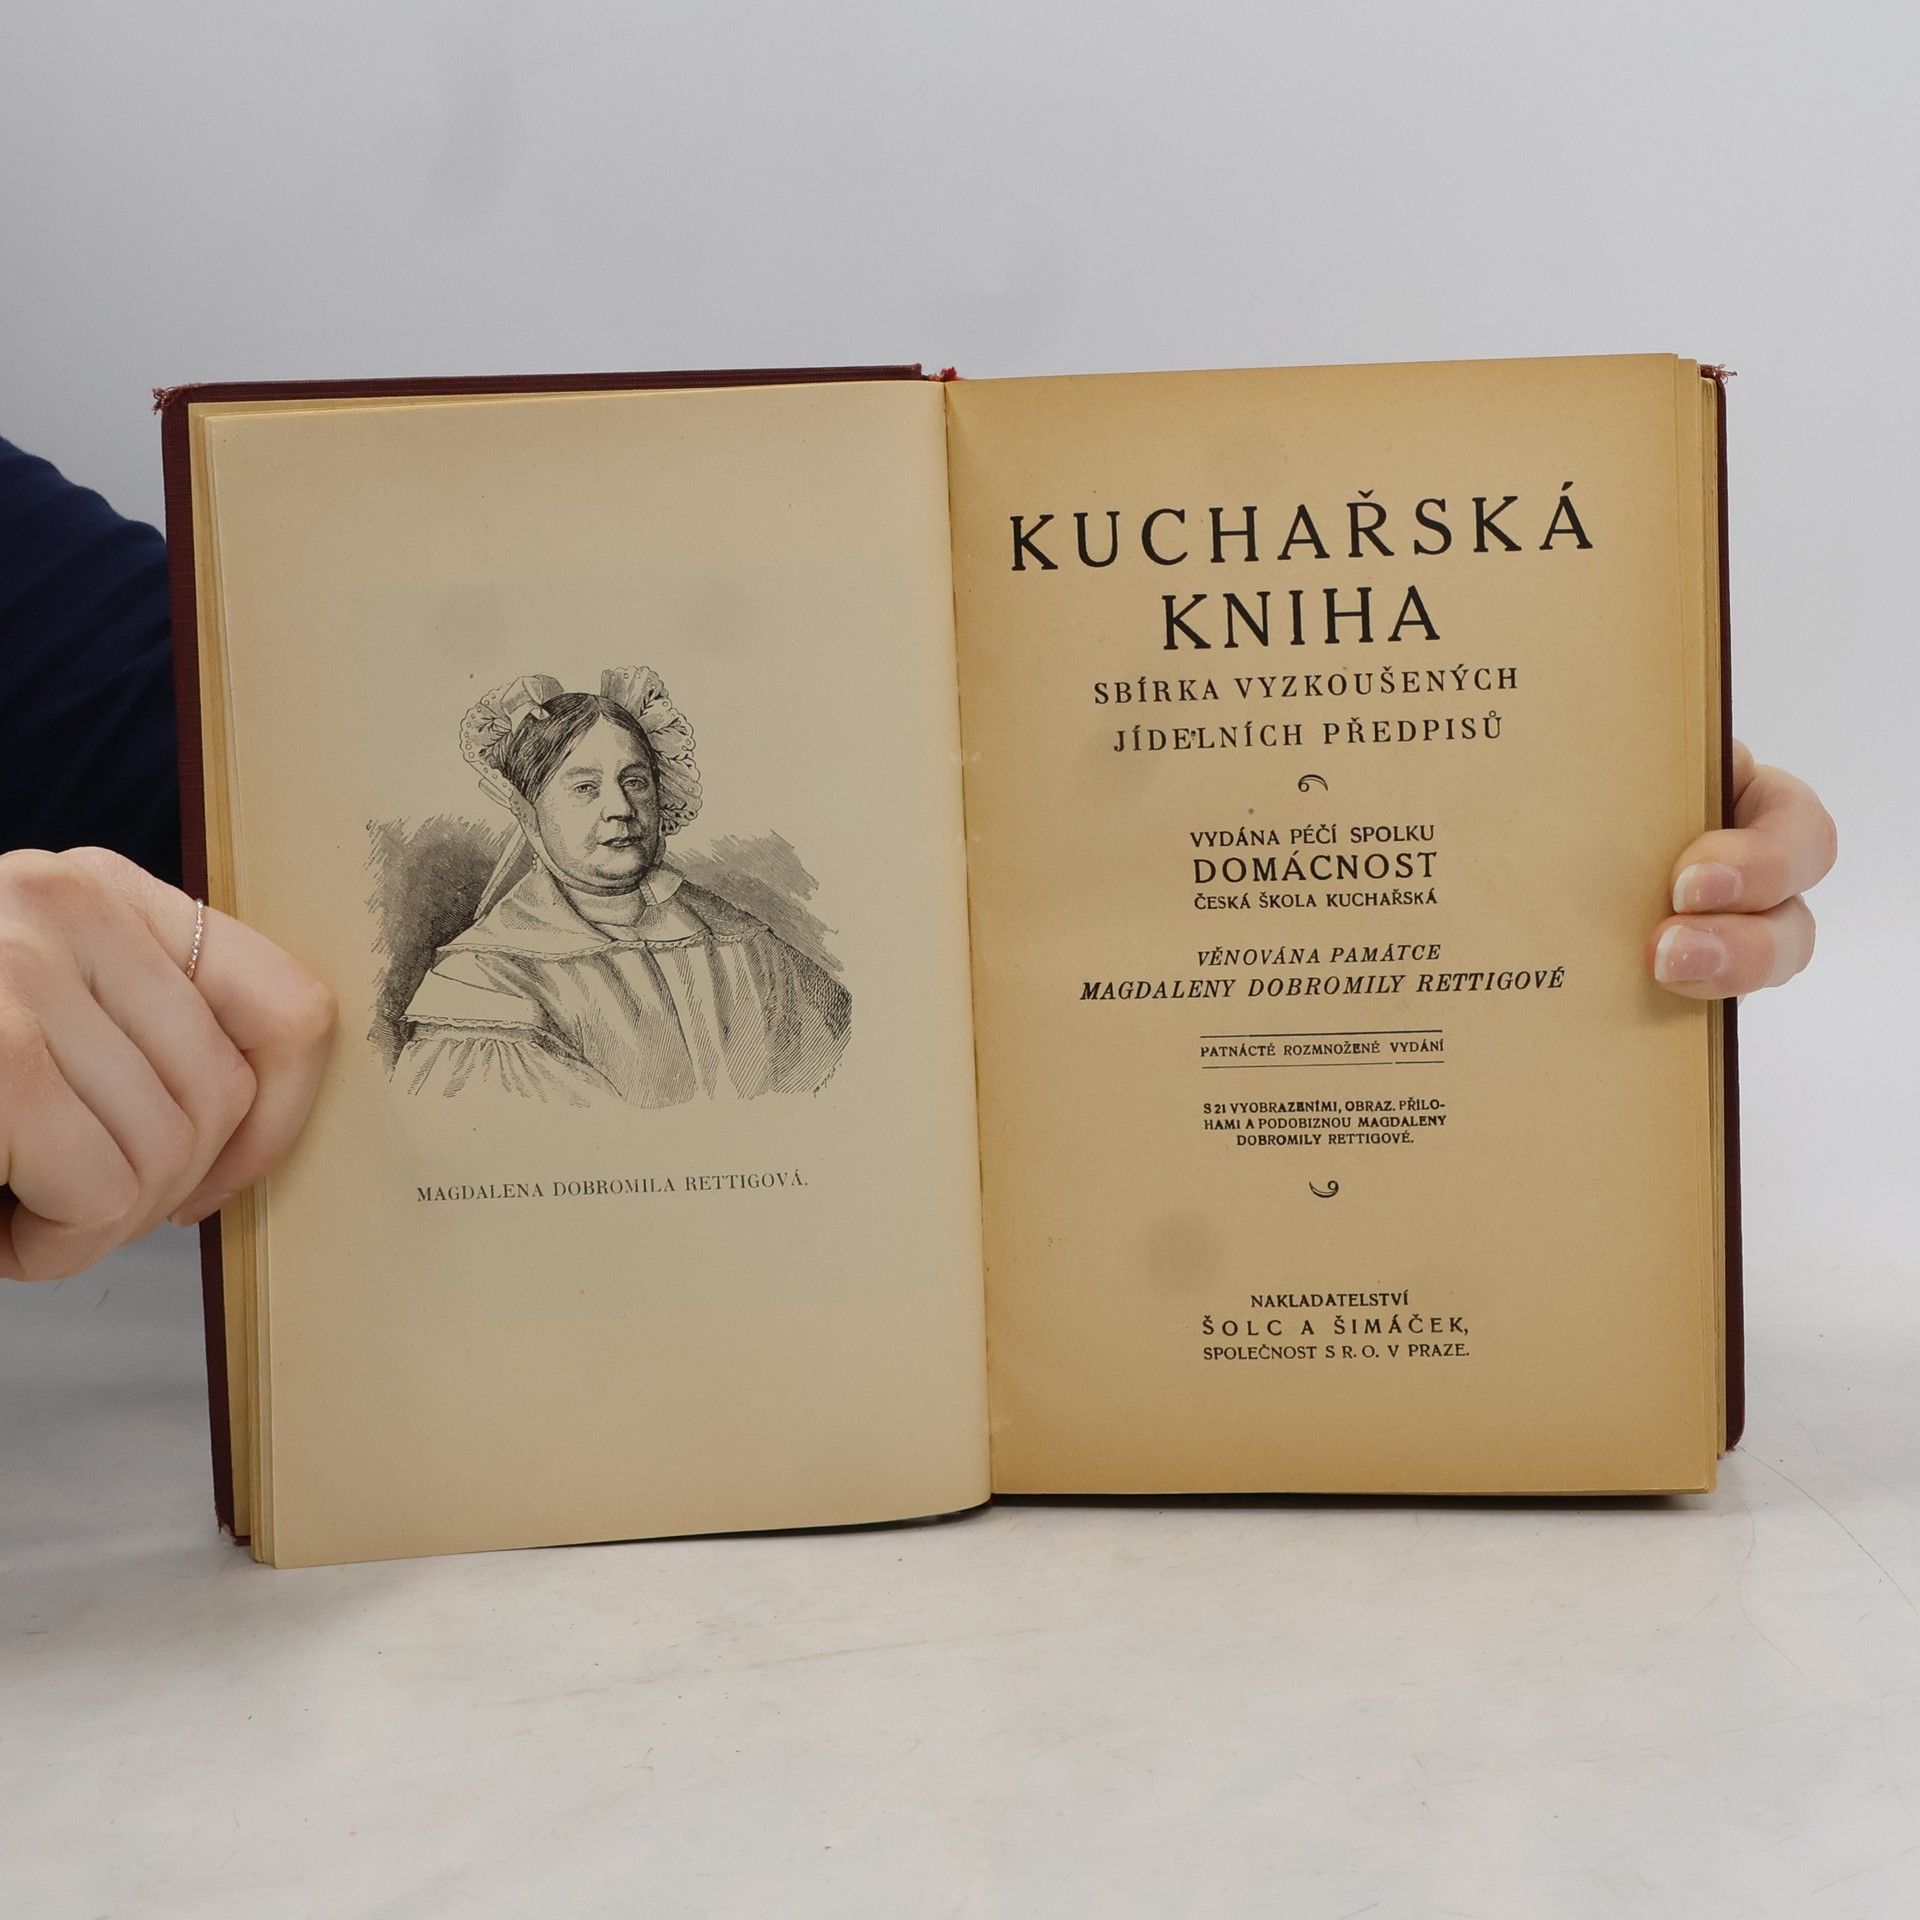 MAGDALENA DOBROMILA RETTIGOVÁ.
KUCHAŘSKÁ
KNIHA
SBÍRKA VYZKOUŠENÝCH
JÍDELNÍCH PŘEDPISŮ
VYDÁNA PÉČÍ SPOLKU
DOMÁCNOST
ČESKÁ ŠKOLA KUCHAŘSKÁ
VĚNOVÁNA PAMÁTCE
MAGDALENY DOBROMILY RETTIGOVÉ
PATNÁCTÉ ROZMNOŽENÉ VYDÁNÍ
S 21 VYOBRAZENÍMI, OBRAZ. PŘÍLO-
HAMI A PODOBIZNOU MAGDALENY
DOBROMILY RETTIGOVÉ.
NAKLADATELSTVÍ
ŠOLC A ŠIMÁČEK,
SPOLEČNOST S R. O. V PRAZE.